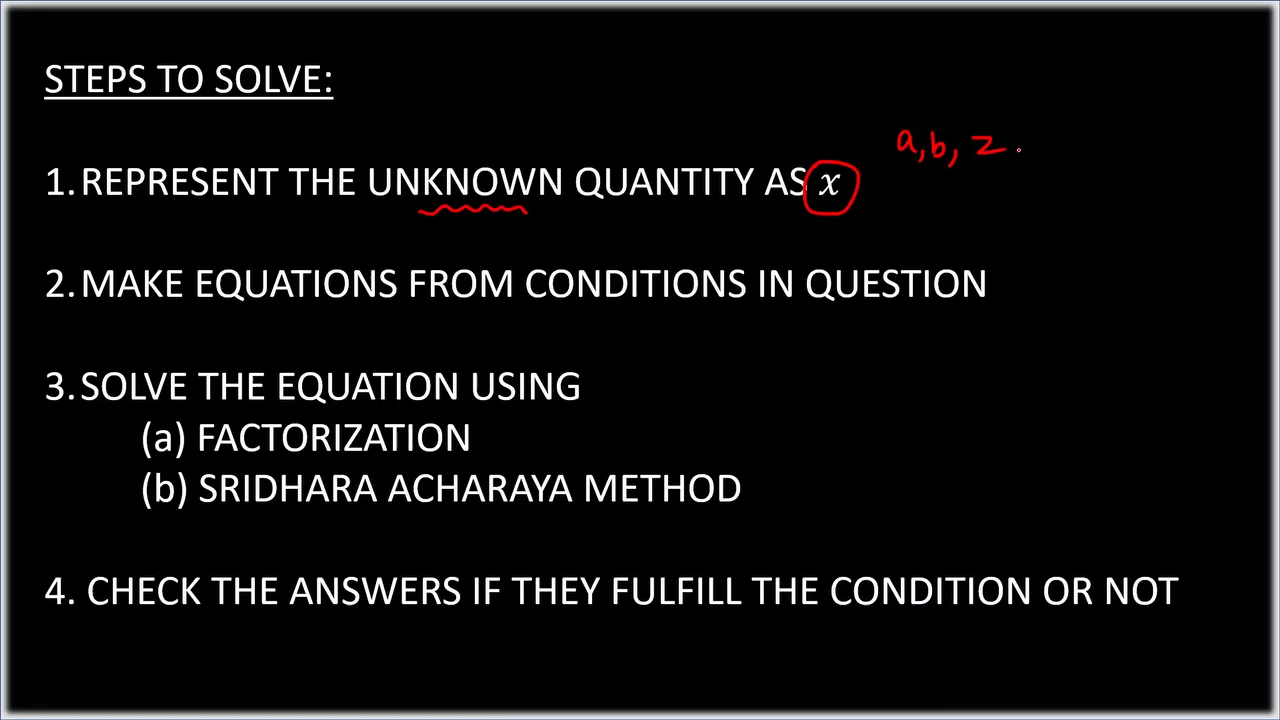 STEPS TO SOLVE:
a, b, z .
1. REPRESENT THE UNKNOWN QUANTITY AS x
2. MAKE EQUATIONS FROM CONDITIONS IN QUESTION
3. SOLVE THE EQUATION USING
(a) FACTORIZATION
(b) SRIDHARA ACHARAYA METHOD
4. CHECK THE ANSWERS IF THEY FULFILL THE CONDITION OR NOT